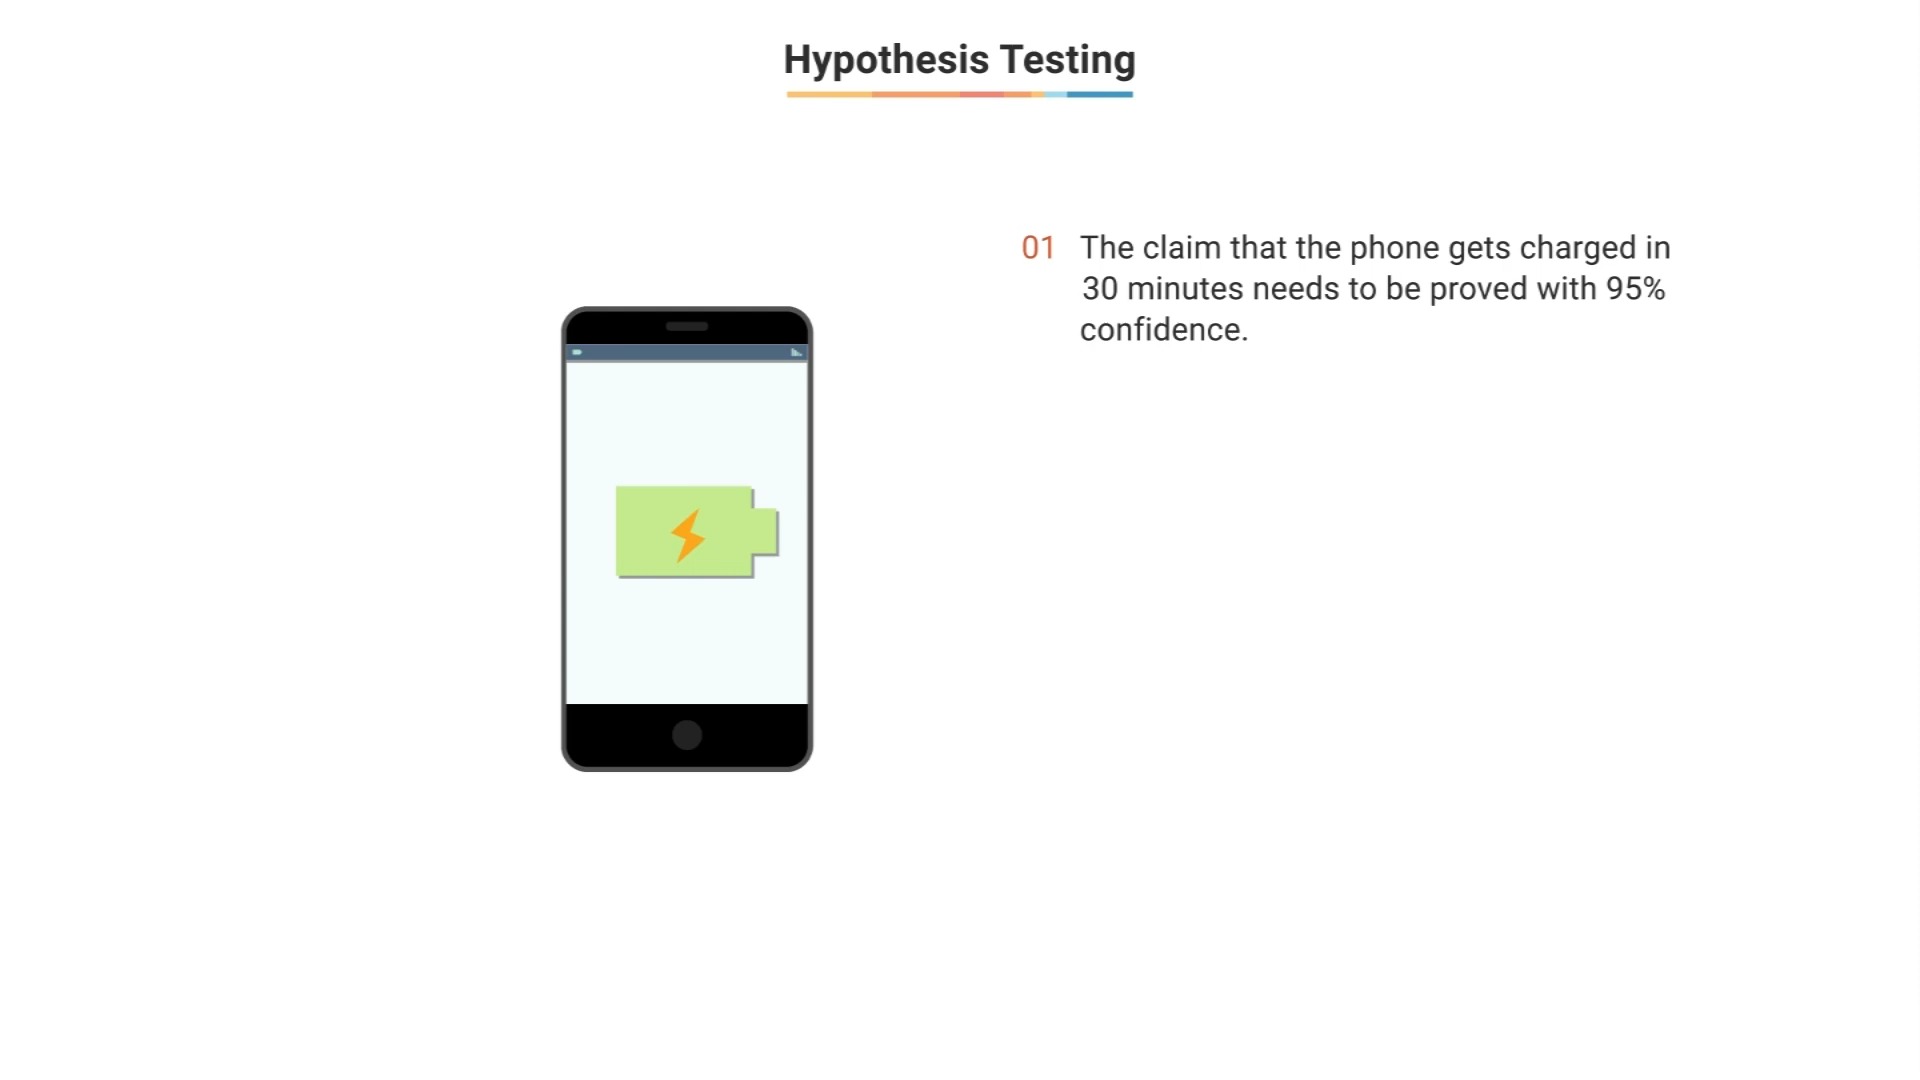 Hypothesis Testing
01 The claim that the phone gets charged in
30 minutes needs to be proved with 95%
confidence.